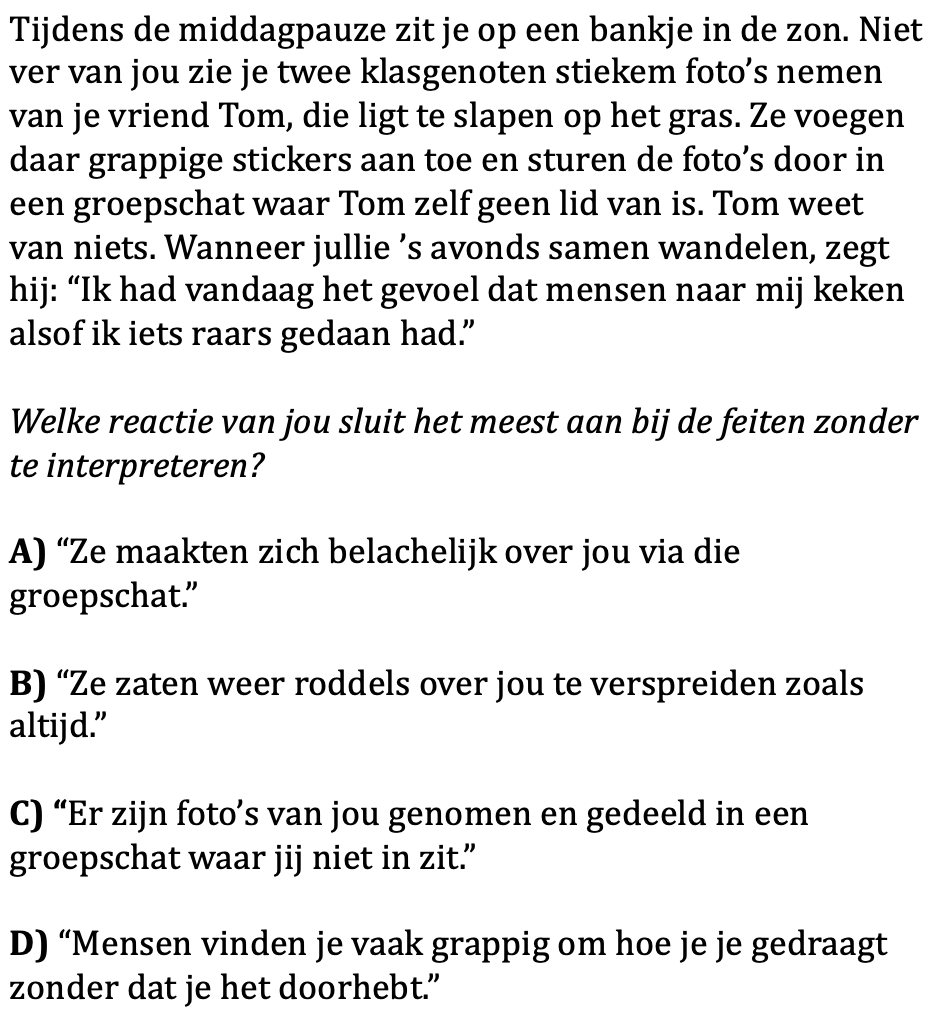 Tijdens de middagpauze zit je op een bankje in de zon. Niet
ver van jou zie je twee klasgenoten stiekem foto’s nemen
van je vriend Tom, die ligt te slapen op het gras. Ze voegen
daar grappige stickers aan toe en sturen de foto’s door in
een groepschat waar Tom zelf geen lid van is. Tom weet
van niets. Wanneer jullie ’s avonds samen wandelen, zegt
hij: “Ik had vandaag het gevoel dat mensen naar mij keken
alsof ik iets raars gedaan had.”
Welke reactie van jou sluit het meest aan bij de feiten zonder
te interpreteren?
A) “Ze maakten zich belachelijk over jou via die
groepschat.”
B) “Ze zaten weer roddels over jou te verspreiden zoals
altijd.”
C) “Er zijn foto’s van jou genomen en gedeeld in een
groepschat waar jij niet in zit.”
D) “Mensen vinden je vaak grappig om hoe je je gedraagt
zonder dat je het doorhebt.”